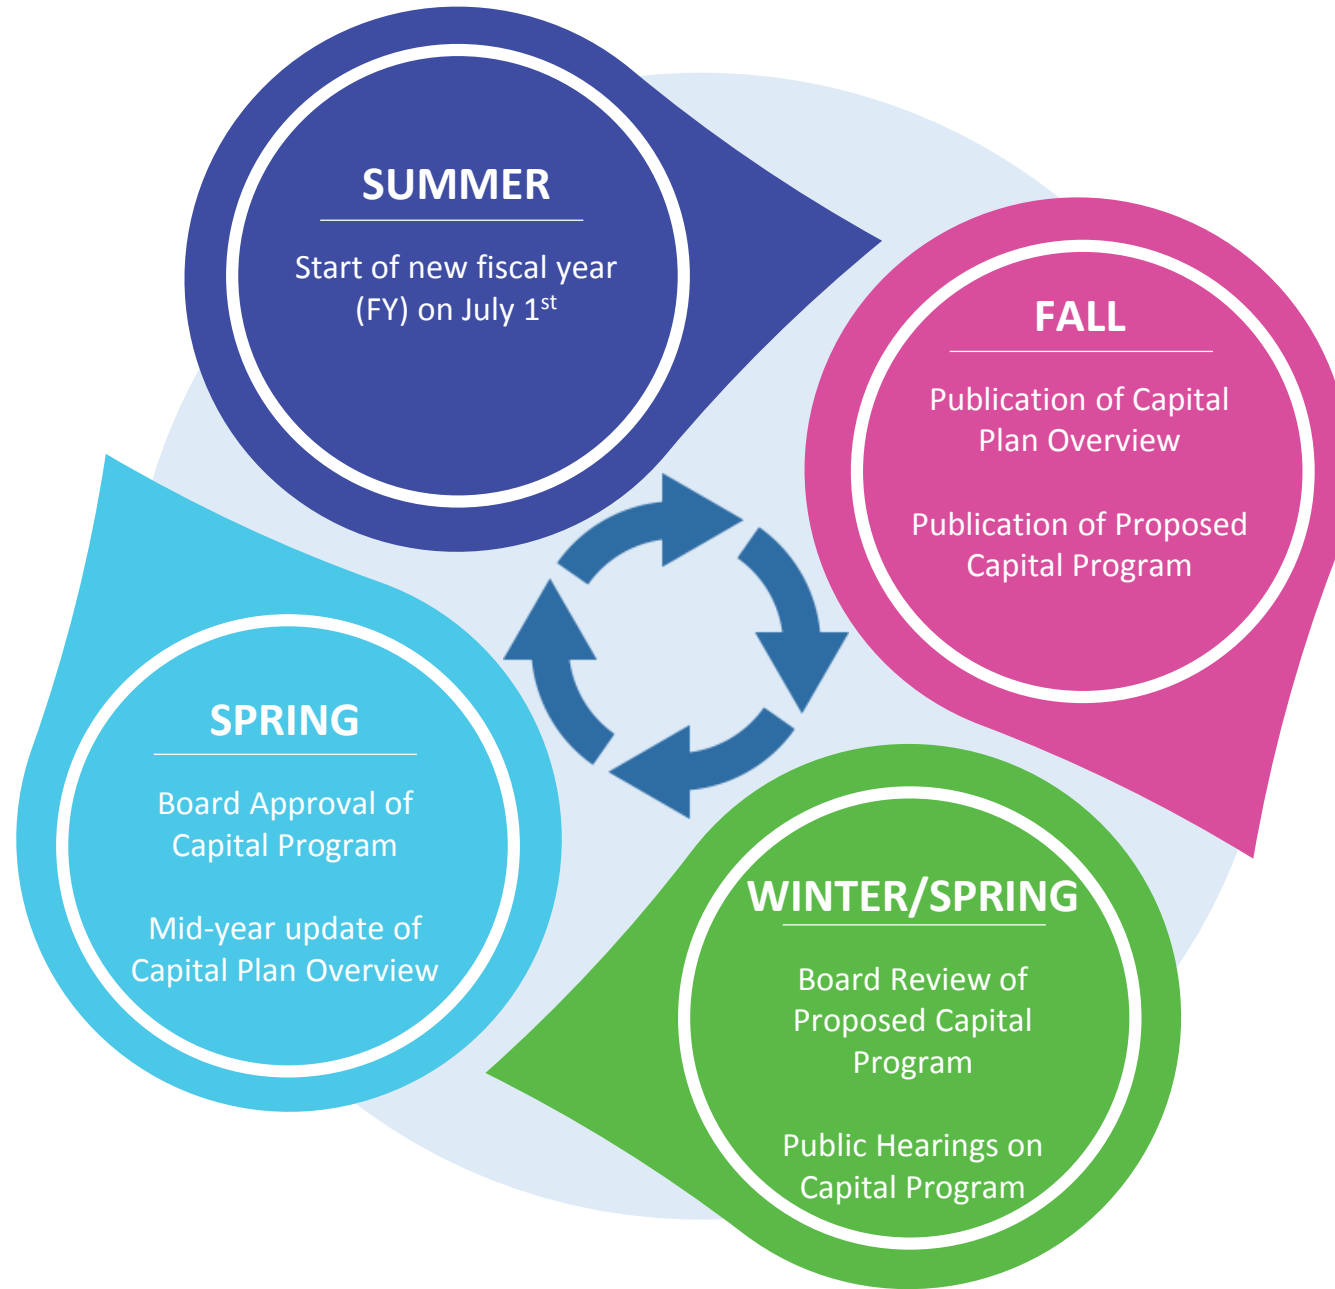 SUMMER
Start of new fiscal year
(FY) on July 1st
FALL
Publication of Capital
Plan Overview
Publication of Proposed
Capital Program
WINTER/SPRING
Board Review of
Proposed Capital
Program
Public Hearings on
Capital Program
SPRING
Board Approval of
Capital Program
Mid-year update of
Capital Plan Overview